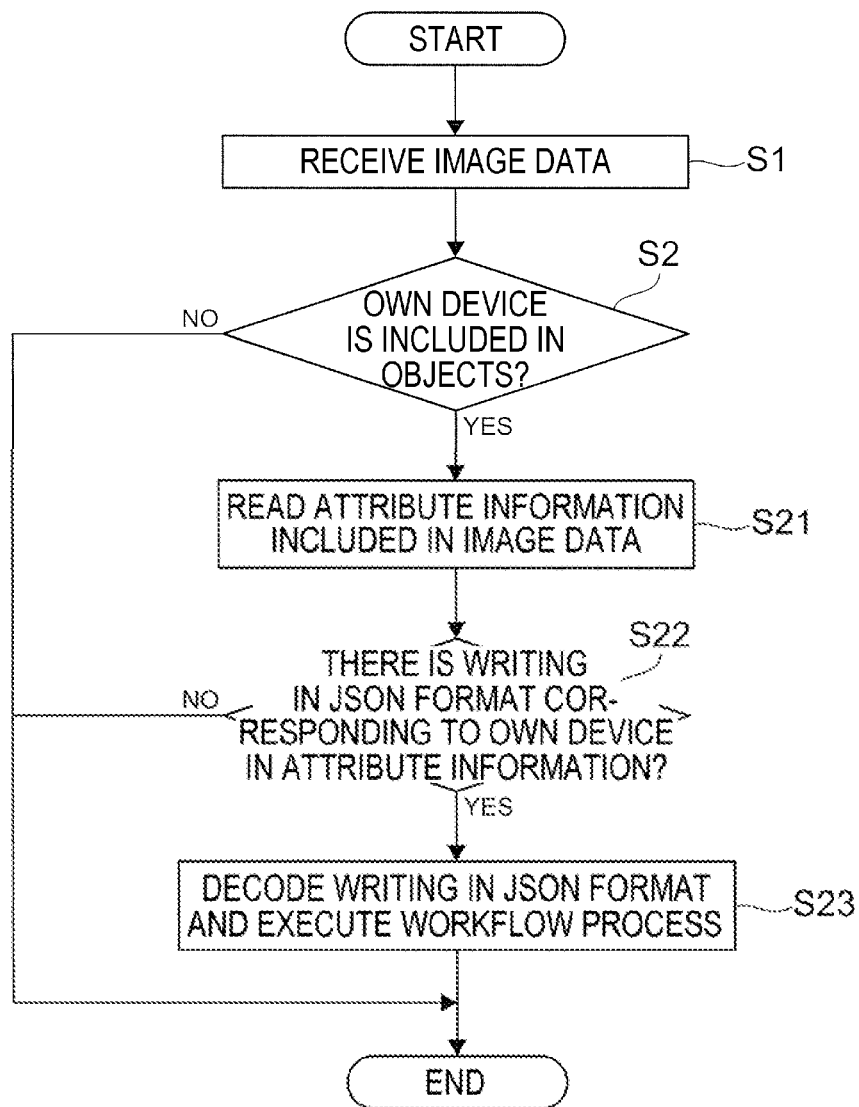 START
RECEIVE IMAGE DATA
S1
S2
OWN DEVICE
IS INCLUDED IN
OBJECTS?
NO
YES
READ ATTRIBUTE INFORMATION
INCLUDED IN IMAGE DATA
S21
S22
THERE IS WRITING
IN JSON FORMAT COR-
RESPONDING TO OWN DEVICE
IN ATTRIBUTE INFORMATION?
NO
YES
DECODE WRITING IN JSON FORMAT
AND EXECUTE WORKFLOW PROCESS
S23
END